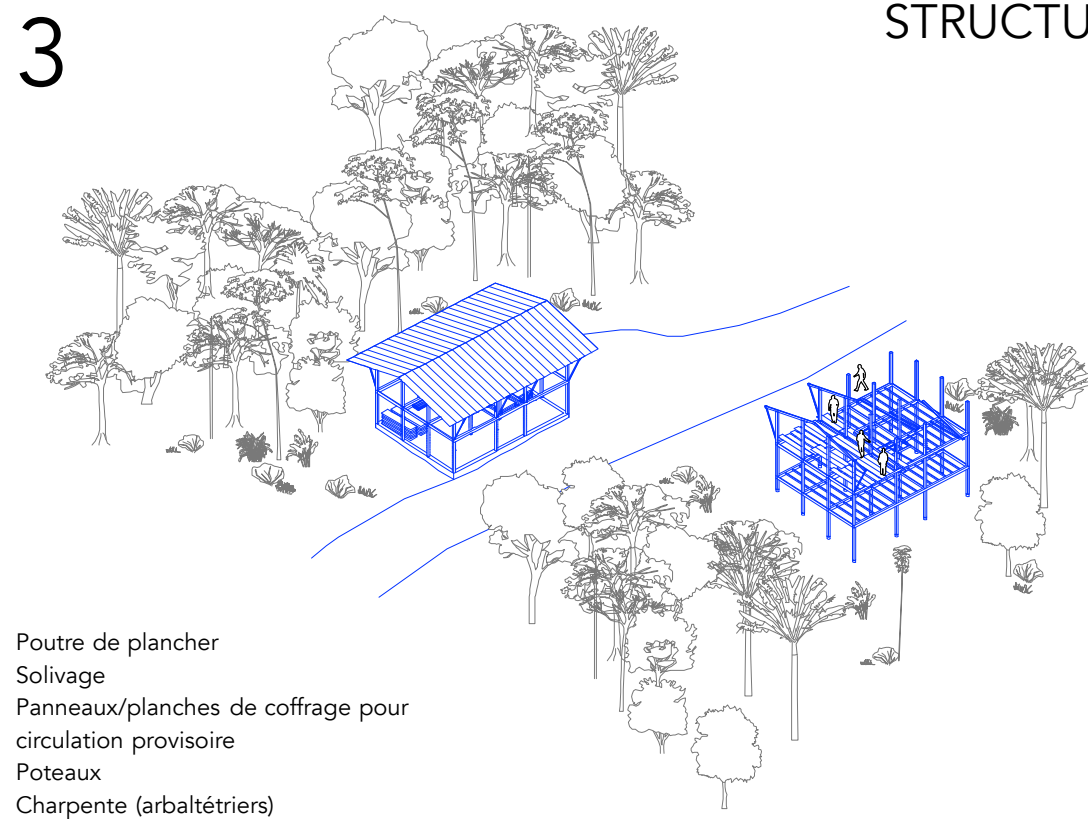 3
STRUCTU
Poutre de plancher
Solivage
Panneaux/planches de coffrage pour
circulation provisoire
Poteaux
Charpente (arbaltétriers)